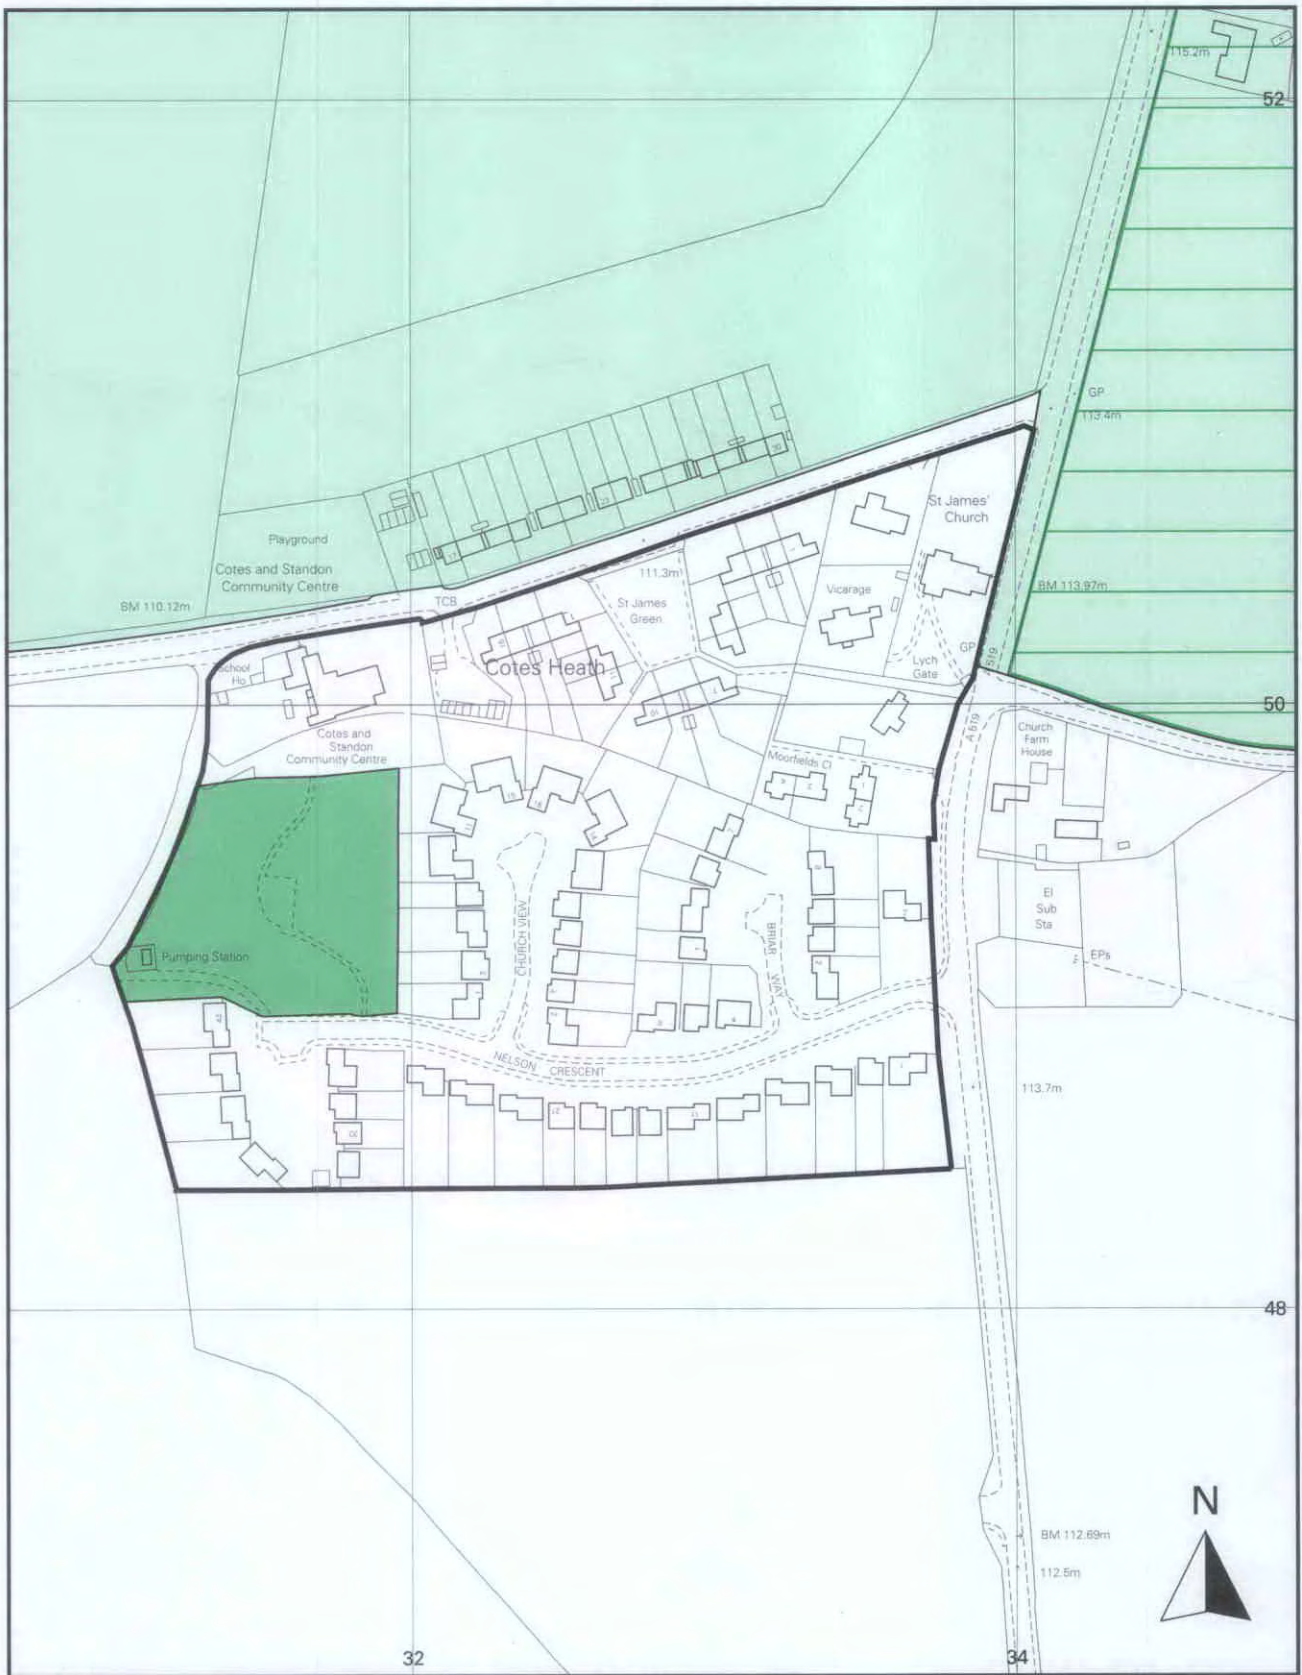 115.2m
52
GP
113.4m
St James'
Church
Playground
Cotes and Standon
Community Centre
BM 110.12m
TCB
111.3m
St James
Green
Vicarage
BM 113.97m
School
Ho
Cotes Heath
Lych
Gate
GP
A 519
50
Cotes and
Standon
Community Centre
Church
Farm
House
Moorfields Cl
El
Sub
Sta
EPs
CHURCH VIEW
BRIAR WAY
Pumping Station
NELSON CRESCENT
113.7m
48
N
BM 112.69m
112.5m
32
34